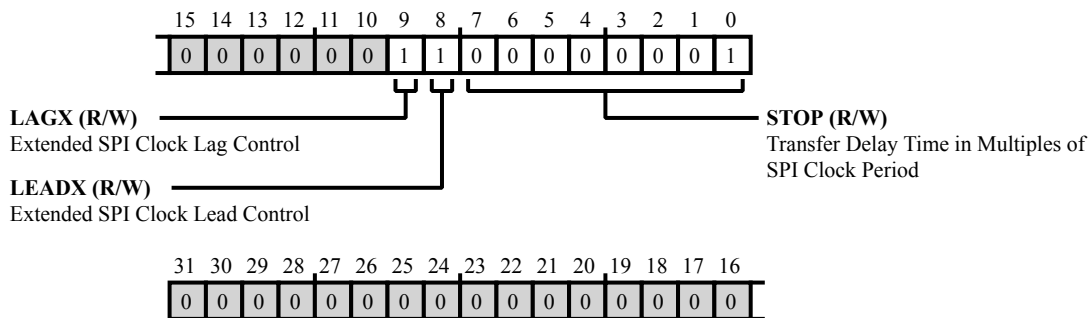 15 14 13 12 11 10 9 8 7 6 5 4 3 2 1 0
0 0 0 0 0 0 1 1 0 0 0 0 0 0 0 1
LAGX (R/W)
Extended SPI Clock Lag Control
LEADX (R/W)
Extended SPI Clock Lead Control
STOP (R/W)
Transfer Delay Time in Multiples of
SPI Clock Period
31 30 29 28 27 26 25 24 23 22 21 20 19 18 17 16
0 0 0 0 0 0 0 0 0 0 0 0 0 0 0 0